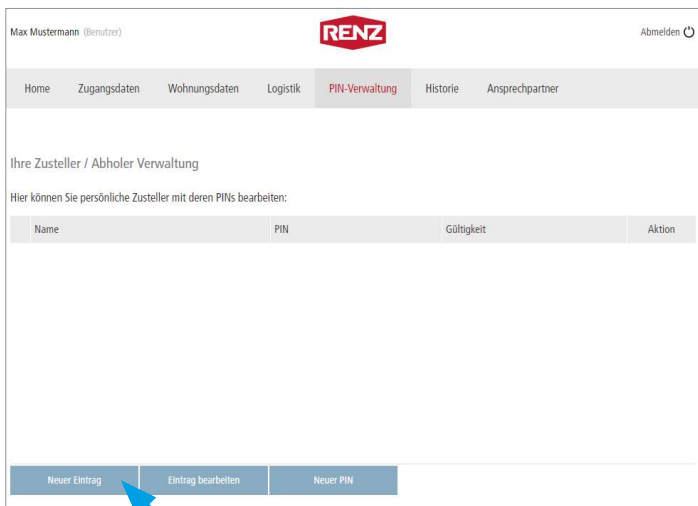 Max Mustermann (Benutzer)
RENZ
Abmelden
Home Zugangsdaten Wohnungsdaten Logistik PIN-Verwaltung Historie Ansprechpartner
Ihre Zusteller / Abholer Verwaltung
Hier können Sie persönliche Zusteller mit deren PINs bearbeiten:
Name PIN Gültigkeit Aktion
Neuer Eintrag Eintrag bearbeiten Neuer PIN